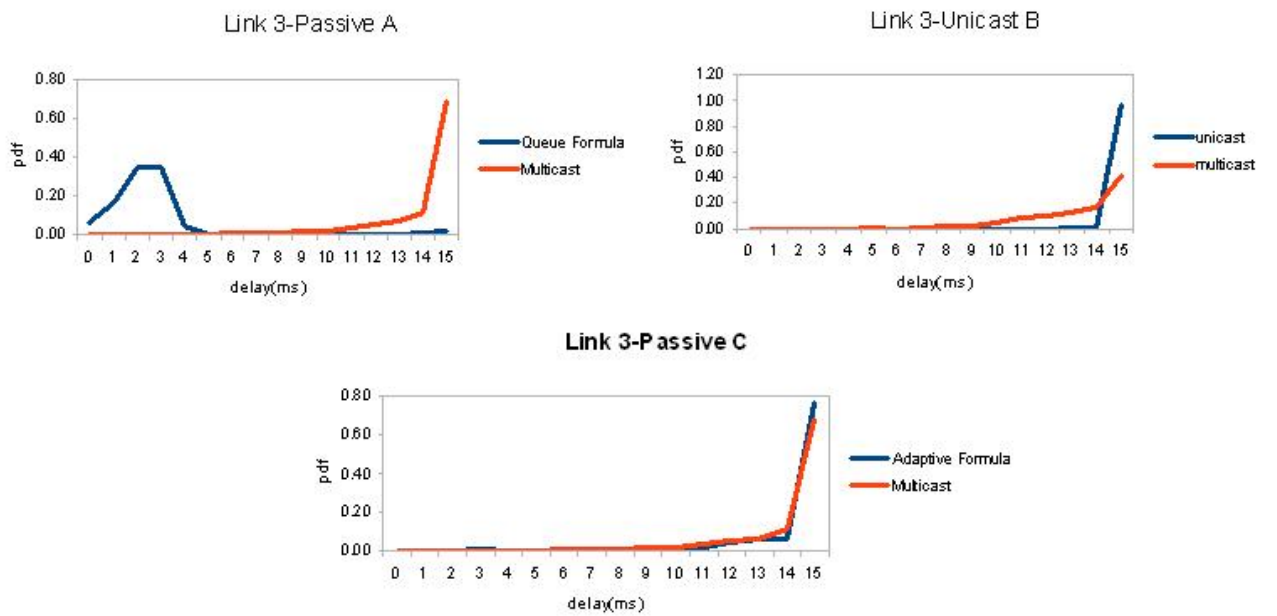 Link 3-Passive A
0.80
0.60
0.40
0.20
0.00
pdf
0 1 2 3 4 5 6 7 8 9 10 11 12 13 14 15
delay(ms)
Queue Formula
Multicast
Link 3-Unicast B
1.20
1.00
0.80
0.60
0.40
0.20
0.00
pdf
0 1 2 3 4 5 6 7 8 9 10 11 12 13 14 15
delay(ms)
unicast
multicast
Link 3-Passive C
0.80
0.60
0.40
0.20
0.00
pdf
0 1 2 3 4 5 6 7 8 9 10 11 12 13 14 15
delay(ms)
Adaptive Formula
Multicast